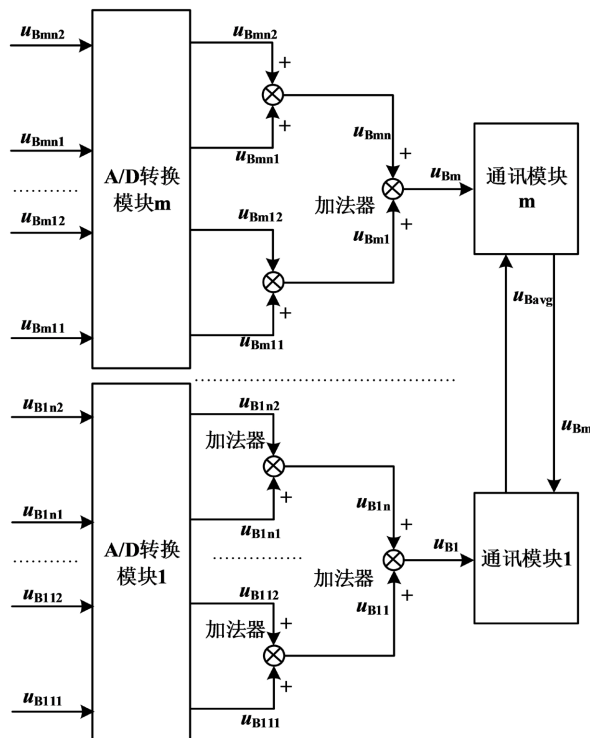 uBmn2
uBmn2
+
uBmn1
+
uBmn1
uBmn
+
A/D转换
模块m
加法器
uBm
通讯模块
m
uBm12
uBm12
+
uBm1
+
+
uBm11
uBm11
uBavg
uBm
uB1n2
uB1n2
加法器
+
uB1n1
+
uB1n1
uB1n
+
A/D转换
模块1
加法器
uB1
通讯模块1
uB112
uB112
加法器
+
uB11
+
+
uB111
uB111